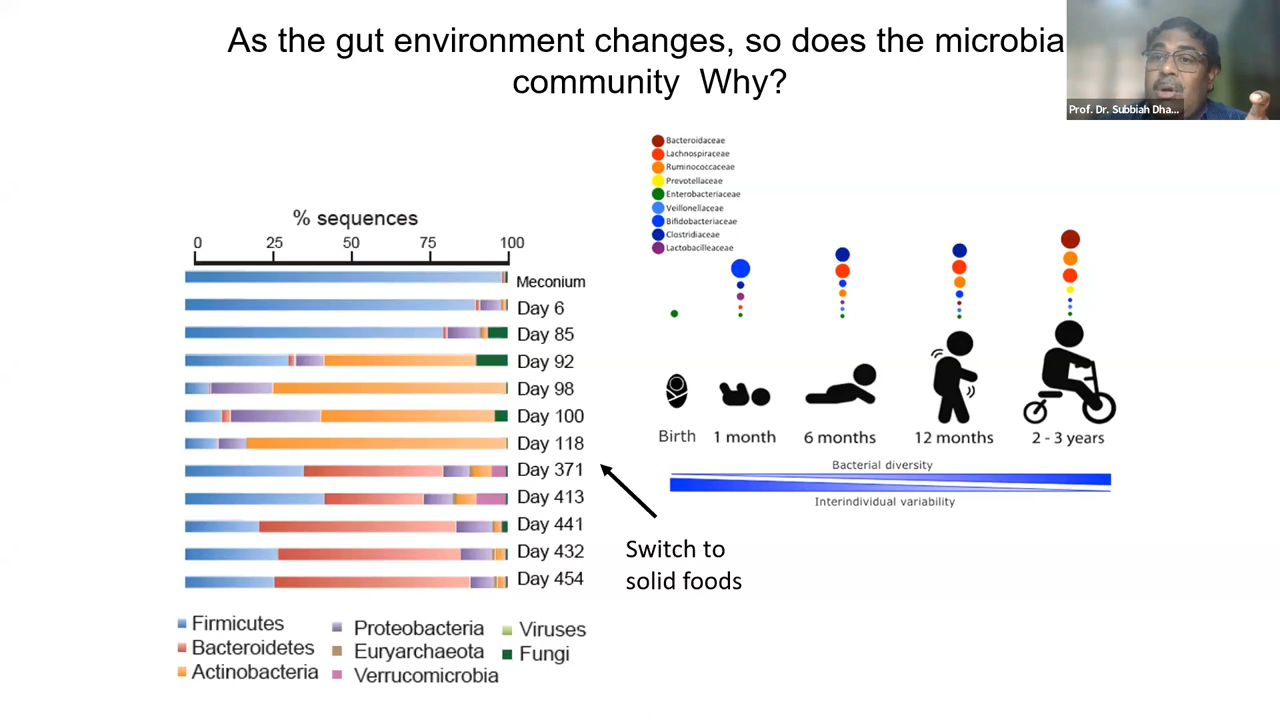 As the gut environment changes, so does the microbia
community Why?
Prof. Dr. Subbiah Dha...
Bacteroidaceae
Lachnospiraceae
Ruminococcaceae
Prevotellaceae
Enterobacteriaceae
Veillonellaceae
Bifidobacteriaceae
Clostridiaceae
Lactobacilleaceae
% sequences
0 25 50 75 100
Meconium
Day 6
Day 85
Day 92
Day 98
Day 100
Day 118
Day 371
Day 413
Day 441
Day 432
Day 454
Birth 1 month 6 months 12 months 2 - 3 years
Bacterial diversity
Interindividual variability
Switch to
solid foods
Firmicutes Proteobacteria Viruses
Bacteroidetes Euryarchaeota Fungi
Actinobacteria Verrucomicrobia